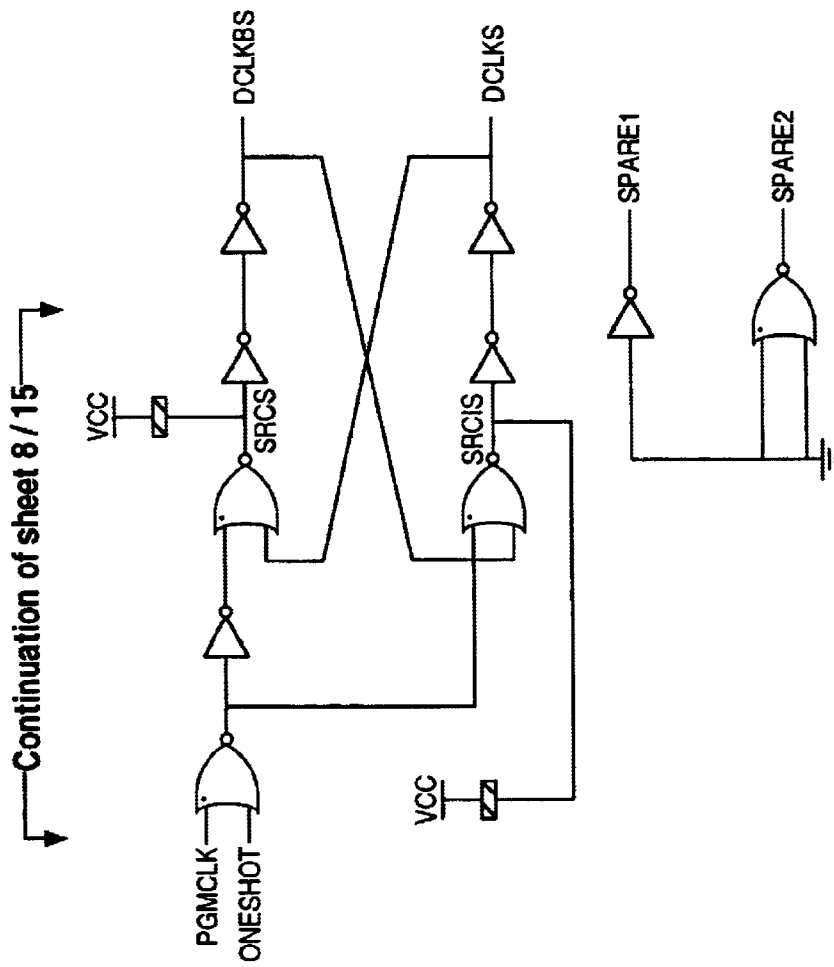 Continuation of sheet 8 / 15
VCC
DCLKBS
SRCS
PGMCLK
ONESHOT
VCC
SRCIS
DCLKS
SPARE1
SPARE2